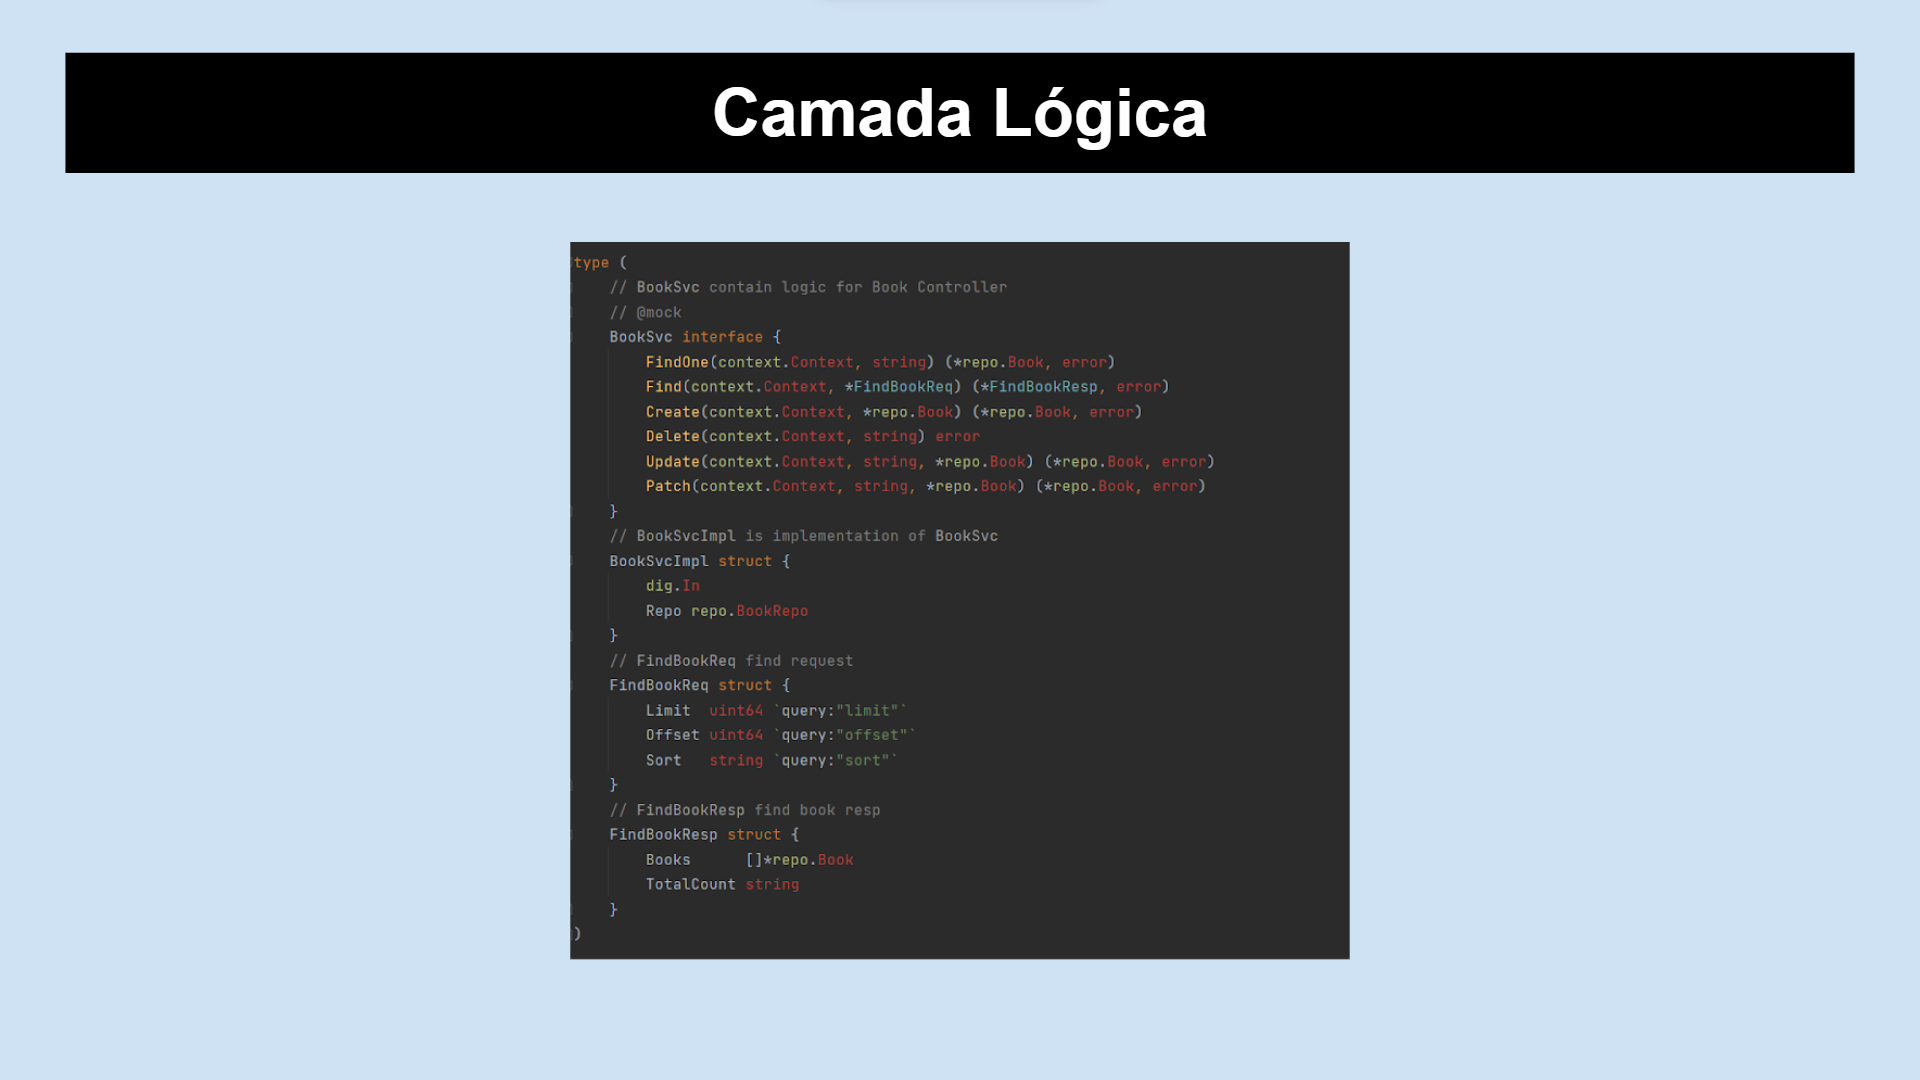 Camada Lógica
type (
// BookSvc contain logic for Book Controller
// @mock
BookSvc interface {
FindOne(context.Context, string) (*repo.Book, error)
Find(context.Context, *FindBookReq) (*FindBookResp, error)
Create(context.Context, *repo.Book) (*repo.Book, error)
Delete(context.Context, string) error
Update(context.Context, string, *repo.Book) (*repo.Book, error)
Patch(context.Context, string, *repo.Book) (*repo.Book, error)
}
// BookSvcImpl is implementation of BookSvc
BookSvcImpl struct {
dig.In
Repo repo.BookRepo
}
// FindBookReq find request
FindBookReq struct {
Limit  uint64 `query:"limit"`
Offset uint64 `query:"offset"`
Sort   string `query:"sort"`
}
// FindBookResp find book resp
FindBookResp struct {
Books      []*repo.Book
TotalCount string
}
)